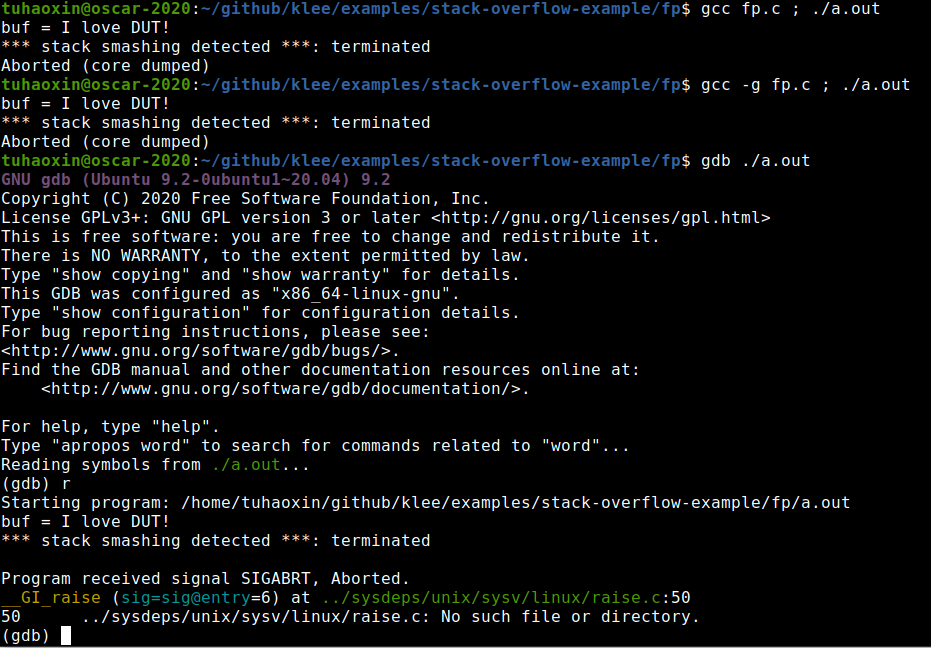 tuhaoxin@oscar-2020:~/github/klee/examples/stack-overflow-example/fp$ gcc fp.c ; ./a.out
buf = I love DUT!
*** stack smashing detected ***: terminated
Aborted (core dumped)
tuhaoxin@oscar-2020:~/github/klee/examples/stack-overflow-example/fp$ gcc -g fp.c ; ./a.out
buf = I love DUT!
*** stack smashing detected ***: terminated
Aborted (core dumped)
tuhaoxin@oscar-2020:~/github/klee/examples/stack-overflow-example/fp$ gdb ./a.out
GNU gdb (Ubuntu 9.2-0ubuntu1~20.04) 9.2
Copyright (C) 2020 Free Software Foundation, Inc.
License GPLv3+: GNU GPL version 3 or later <http://gnu.org/licenses/gpl.html>
This is free software: you are free to change and redistribute it.
There is NO WARRANTY, to the extent permitted by law.
Type "show copying" and "show warranty" for details.
This GDB was configured as "x86_64-linux-gnu".
Type "show configuration" for configuration details.
For bug reporting instructions, please see:
<http://www.gnu.org/software/gdb/bugs/>.
Find the GDB manual and other documentation resources online at:
    <http://www.gnu.org/software/gdb/documentation/>.

For help, type "help".
Type "apropos word" to search for commands related to "word"...
Reading symbols from ./a.out...
(gdb) r
Starting program: /home/tuhaoxin/github/klee/examples/stack-overflow-example/fp/a.out
buf = I love DUT!
*** stack smashing detected ***: terminated

Program received signal SIGABRT, Aborted.
__GI_raise (sig=sig@entry=6) at ../sysdeps/unix/sysv/linux/raise.c:50
50      ../sysdeps/unix/sysv/linux/raise.c: No such file or directory.
(gdb)